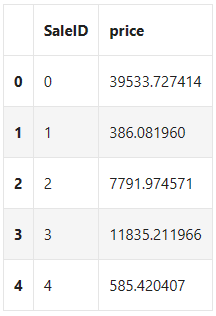 SaleID price
0 0 39533.727414
1 1 386.081960
2 2 7791.974571
3 3 11835.211966
4 4 585.420407